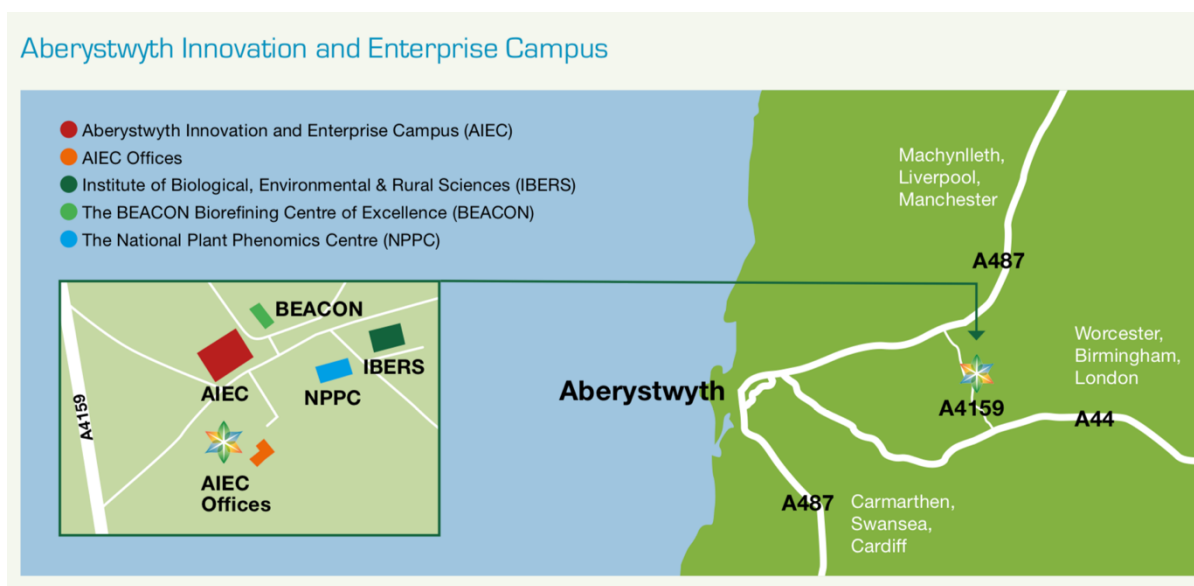 Aberystwyth Innovation and Enterprise Campus
Aberystwyth Innovation and Enterprise Campus (AIEC)
AIEC Offices
Institute of Biological, Environmental & Rural Sciences (IBERS)
The BEACON Biorefining Centre of Excellence (BEACON)
The National Plant Phenomics Centre (NPPC)
BEACON
IBERS
AIEC
NPPC
A4159
AIEC
Offices
Machynlleth,
Liverpool,
Manchester
A487
Worcester,
Birmingham,
London
Aberystwyth
A4159
A44
A487
Carmarthen,
Swansea,
Cardiff